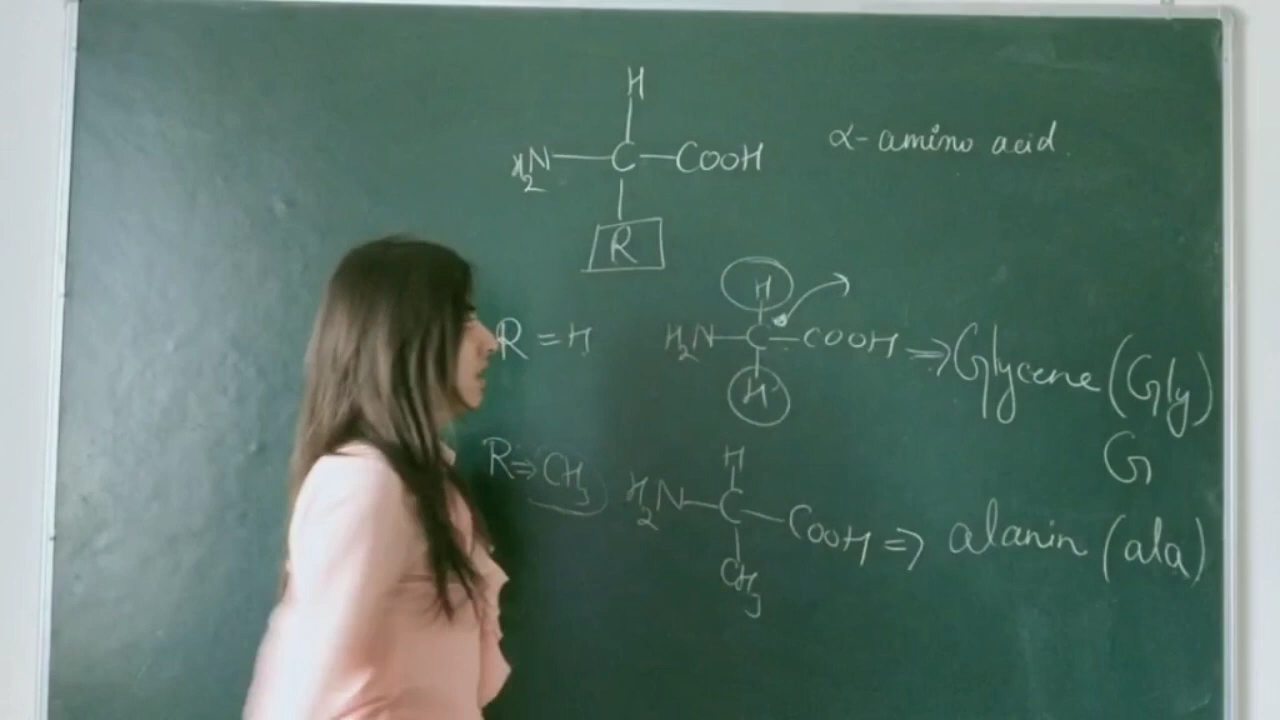 H
H₂N—C—COOH α-amino acid.
R
H
R = H H₂N—C—COOH ⇒ Glycene (Gly)
H
G
H
R ⇒ CH₃ H₂N—C—COOH ⇒ alanin (ala)
CH₃